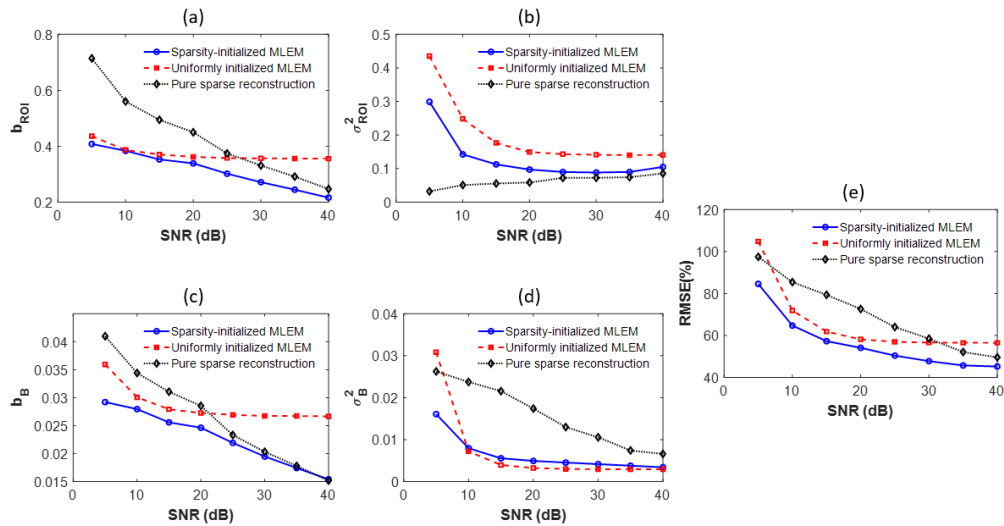 (a)
0.8
0.6
0.4
0.2
0
10
20
30
40
b_ROI
SNR (dB)
Sparsity-initialized MLEM
Uniformly initialized MLEM
Pure sparse reconstruction
(b)
0.5
0.4
0.3
0.2
0.1
0
0
10
20
30
40
σ²_ROI
SNR (dB)
Sparsity-initialized MLEM
Uniformly initialized MLEM
Pure sparse reconstruction
(c)
0.04
0.035
0.03
0.025
0.02
0.015
0
10
20
30
40
b_B
SNR (dB)
Sparsity-initialized MLEM
Uniformly initialized MLEM
Pure sparse reconstruction
(d)
0.04
0.03
0.02
0.01
0
0
10
20
30
40
σ²_B
SNR (dB)
Sparsity-initialized MLEM
Uniformly initialized MLEM
Pure sparse reconstruction
(e)
120
100
80
60
40
0
10
20
30
40
RMSE(%)
SNR (dB)
Sparsity-initialized MLEM
Uniformly initialized MLEM
Pure sparse reconstruction